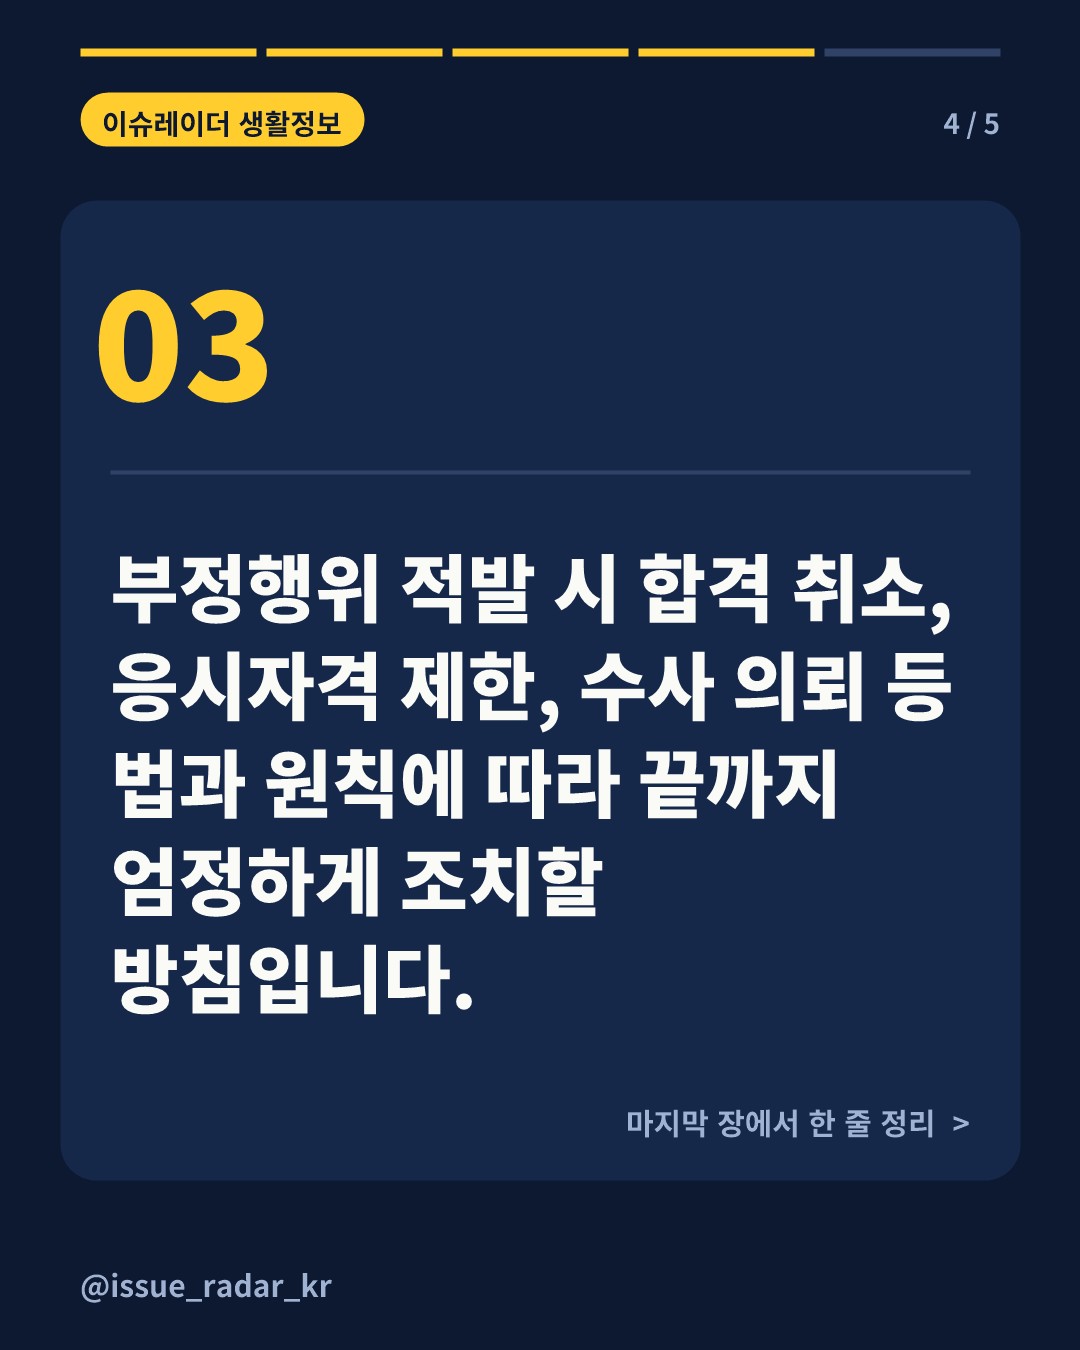 이슈레이더 생활정보
4 / 5
03
부정행위 적발 시 합격 취소,
응시자격 제한, 수사 의뢰 등
법과 원칙에 따라 끝까지
엄정하게 조치할
방침입니다.
마지막 장에서 한 줄 정리 >
@issue_radar_kr